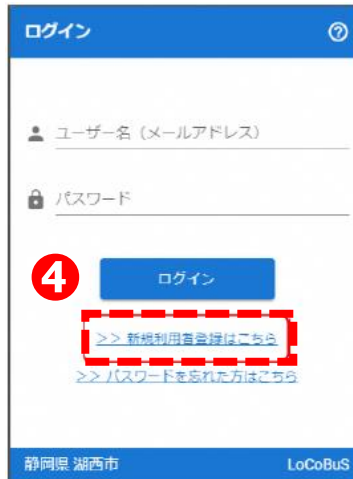 ログイン ?
ユーザー名（メールアドレス）
パスワード
4 ログイン
>> 新規利用者登録はこちら
>> パスワードを忘れた方はこちら
静岡県 湖西市 LoCoBuS